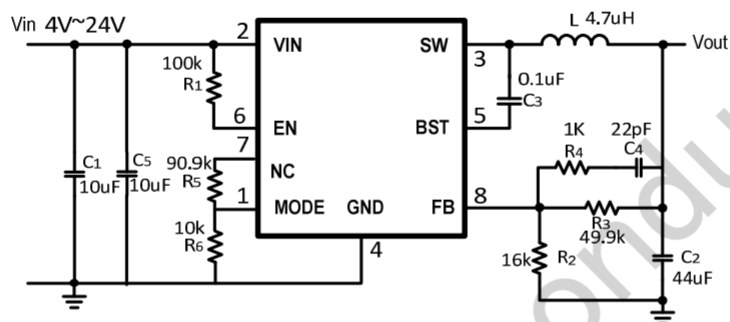 Vin 4V~24V
L 4.7uH
2 VIN SW 3 Vout
100k
R1
0.1uF
C3
6 EN BST 5
7 NC
1K 22pF
R4 C4
C1
10uF
C5
10uF
90.9k
R5
1 MODE GND FB 8
10k
R6
4
R3
49.9k
16k R2
C2
44uF
ondu